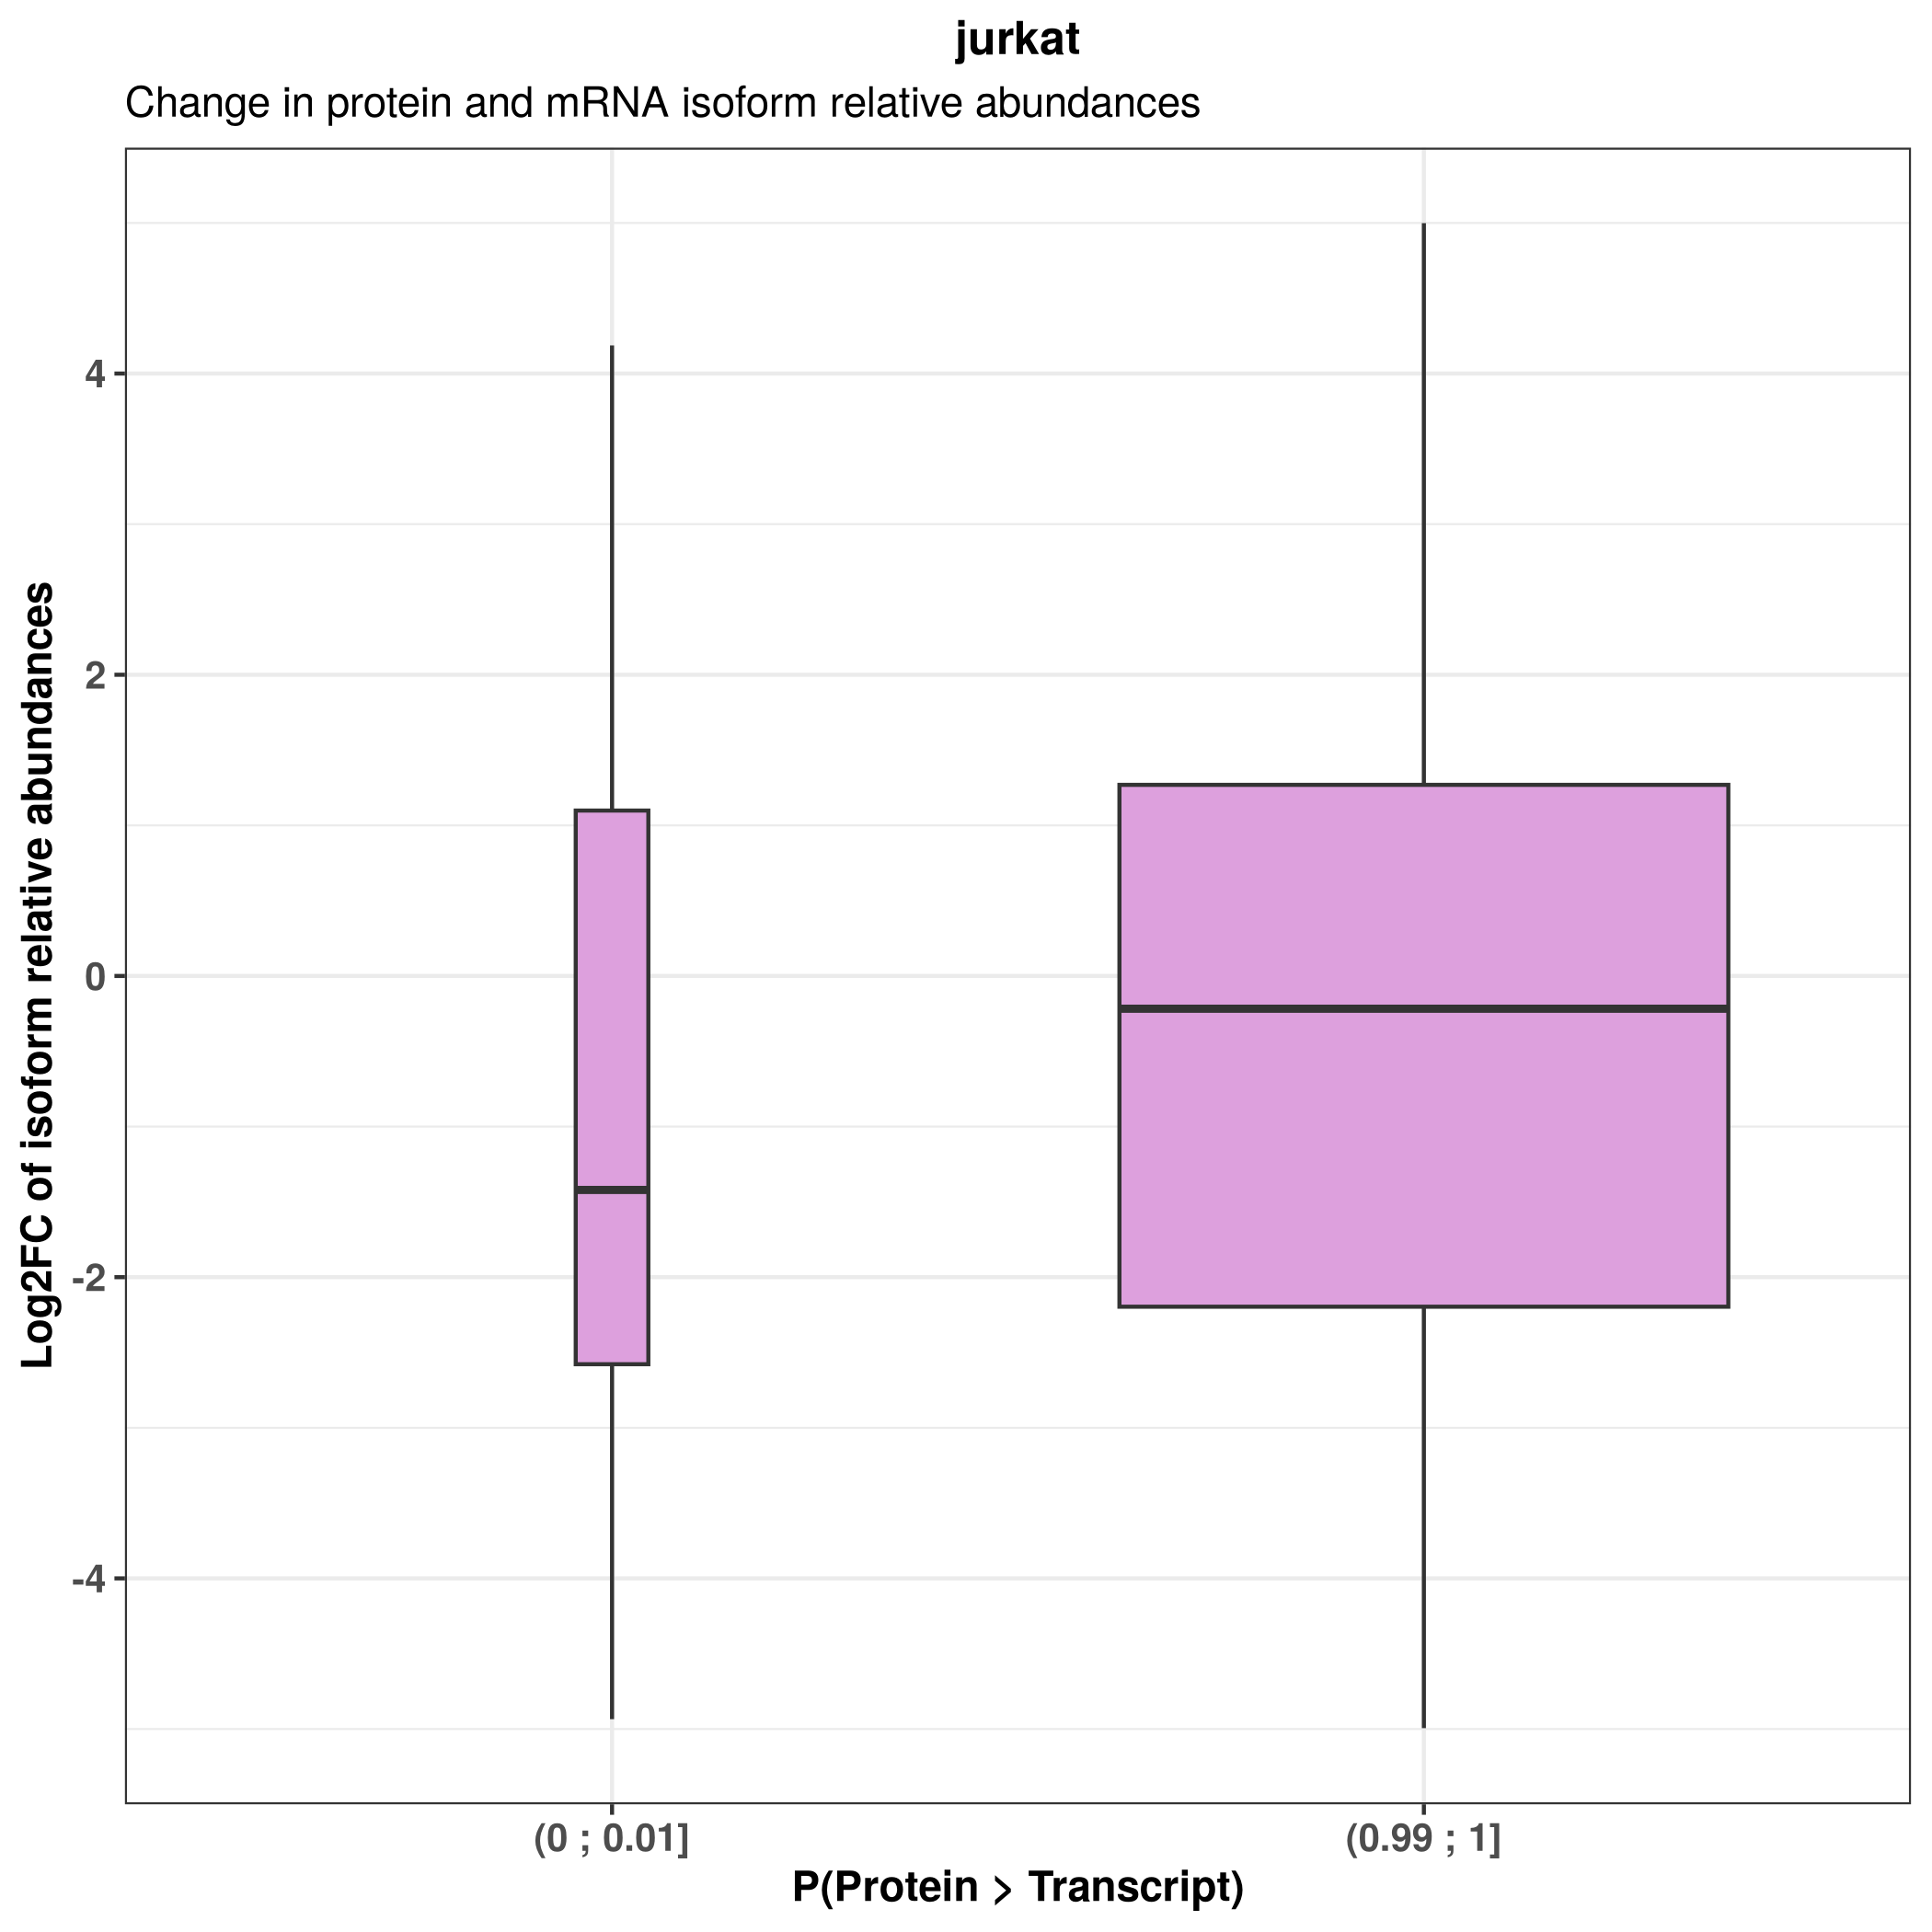 jurkat
Change in protein and mRNA isoform relative abundances
Log2FC of isoform relative abundances
4
2
0
-2
-4
(0 ; 0.01]
(0.99 ; 1]
P(Protein > Transcript)